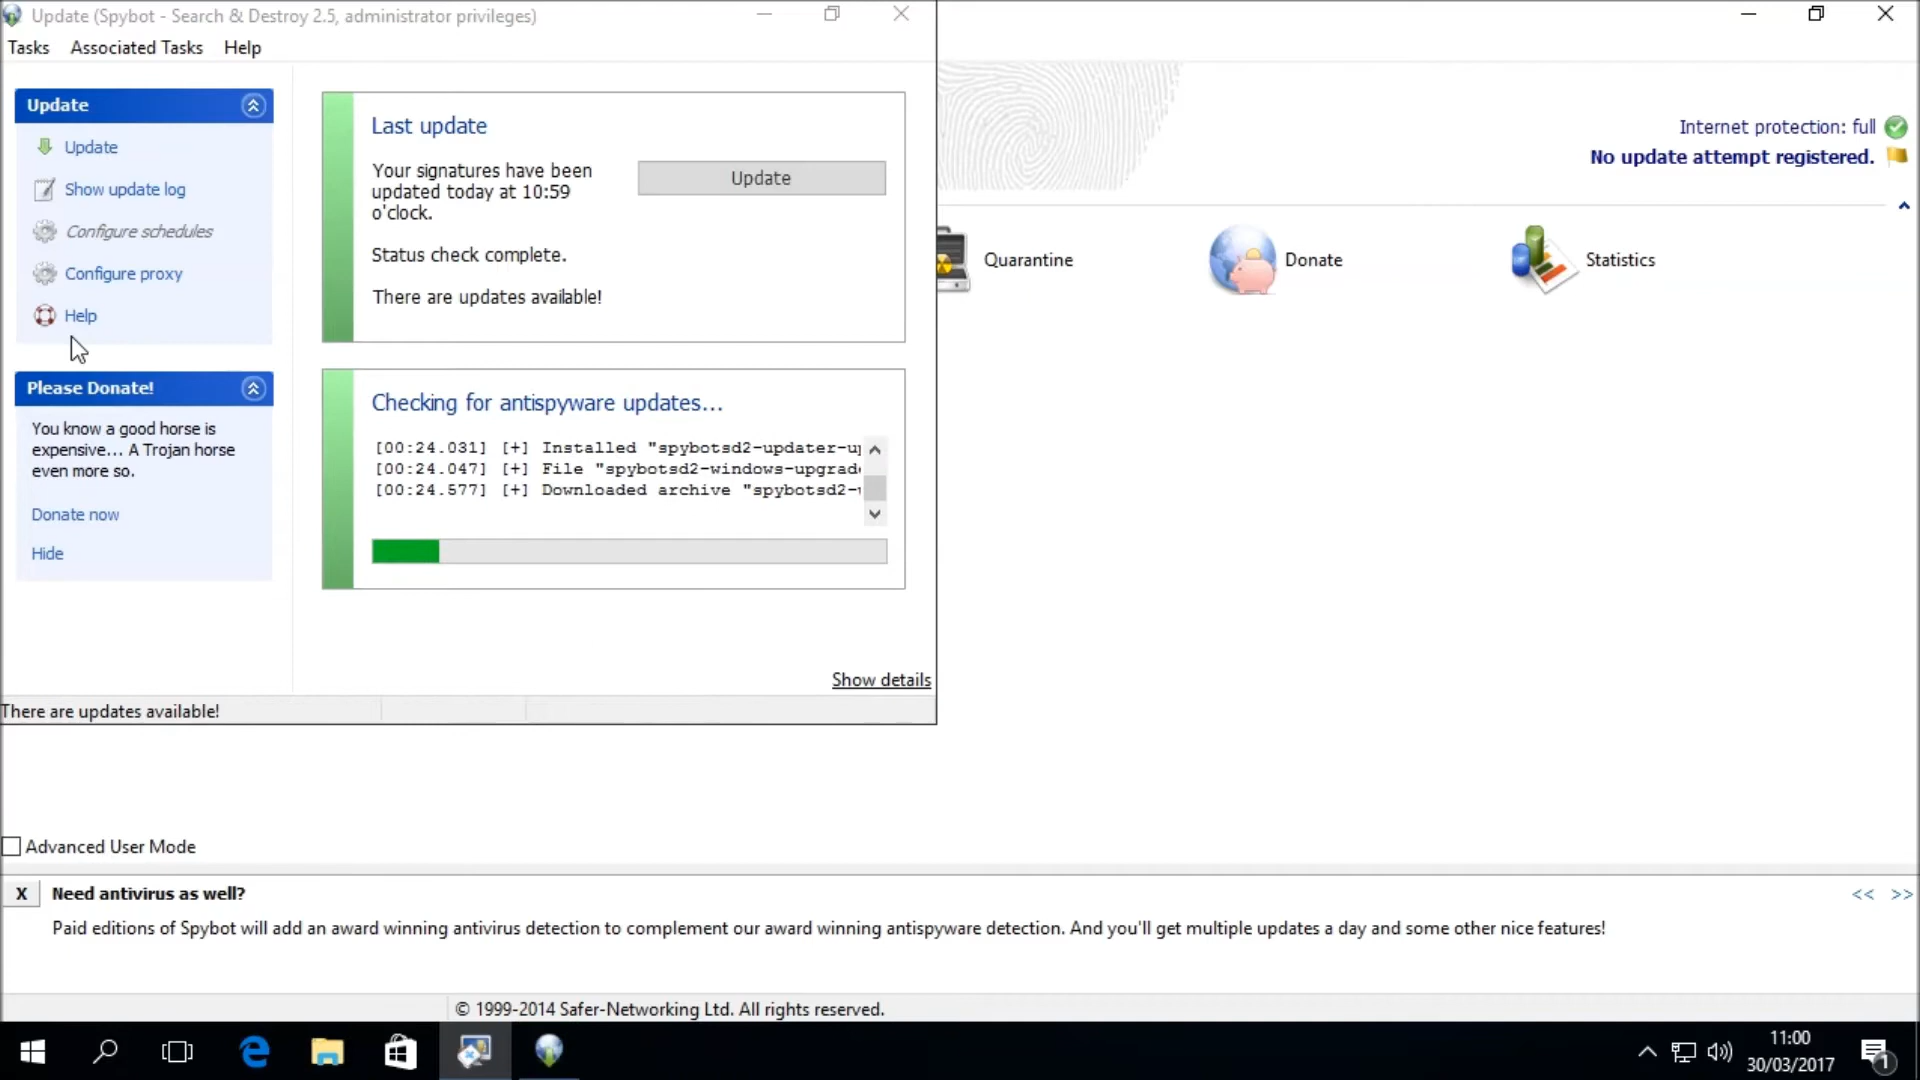 Update (Spybot - Search & Destroy 2.5, administrator privileges)
Tasks Associated Tasks Help
Update
Update
Show update log
Configure schedules
Configure proxy
Help
Please Donate!
You know a good horse is
expensive... A Trojan horse
even more so.
Donate now
Hide
Last update
Your signatures have been
updated today at 10:59
o'clock.
Update
Status check complete.
There are updates available!
Checking for antispyware updates...
[00:24.031] [+] Installed "spybotsd2-updater-up
[00:24.047] [+] File "spybotsd2-windows-upgrade
[00:24.577] [+] Downloaded archive "spybotsd2-
Show details
There are updates available!
Internet protection: full
No update attempt registered.
Quarantine
Donate
Statistics
Advanced User Mode
X Need antivirus as well?
<< >>
Paid editions of Spybot will add an award winning antivirus detection to complement our award winning antispyware detection. And you'll get multiple updates a day and some other nice features!
© 1999-2014 Safer-Networking Ltd. All rights reserved.
11:00
30/03/2017
1